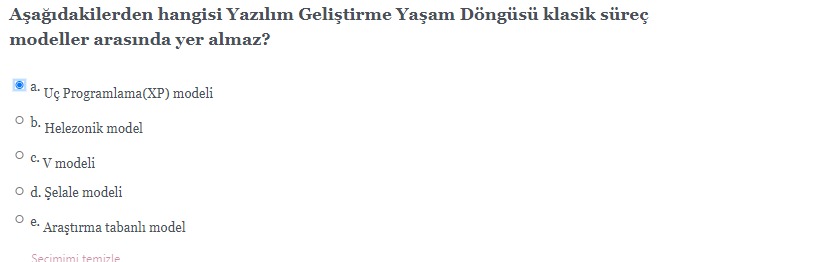 Aşağıdakilerden hangisi Yazılım Geliştirme Yaşam Döngüsü klasik süreç
modeller arasında yer almaz?
a. Uç Programlama(XP) modeli
b. Helezonik model
c. V modeli
d. Şelale modeli
e. Araştırma tabanlı model
Seçimimi temizle